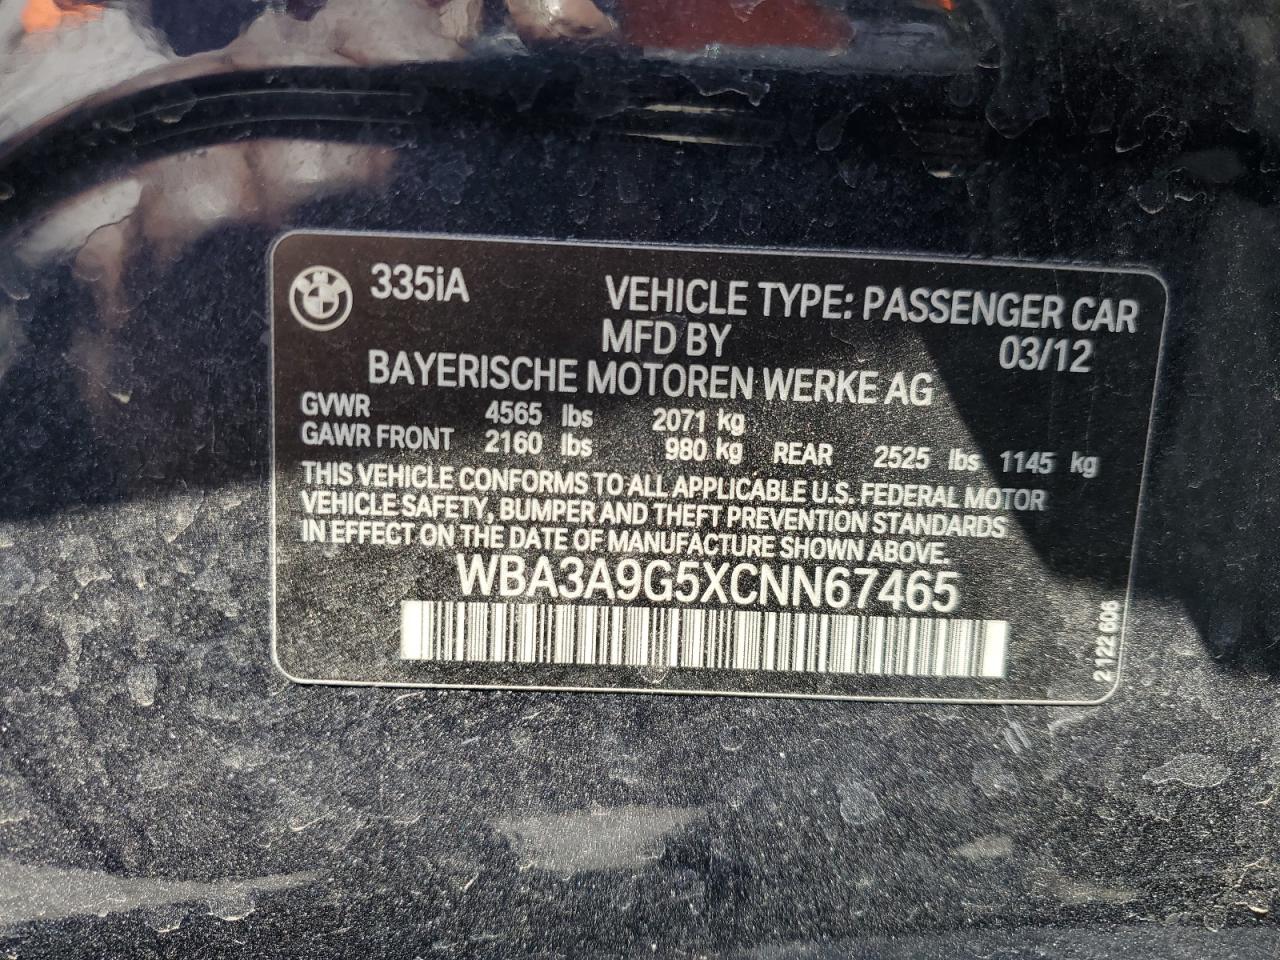 335iA VEHICLE TYPE: PASSENGER CAR
MFD BY 03/12
BAYERISCHE MOTOREN WERKE AG
GVWR 4565 lbs 2071 kg
GAWR FRONT 2160 lbs 980 kg REAR 2525 lbs 1145 kg
THIS VEHICLE CONFORMS TO ALL APPLICABLE U.S. FEDERAL MOTOR
VEHICLE SAFETY, BUMPER AND THEFT PREVENTION STANDARDS
IN EFFECT ON THE DATE OF MANUFACTURE SHOWN ABOVE.
WBA3A9G5XCNN67465
2 122 606